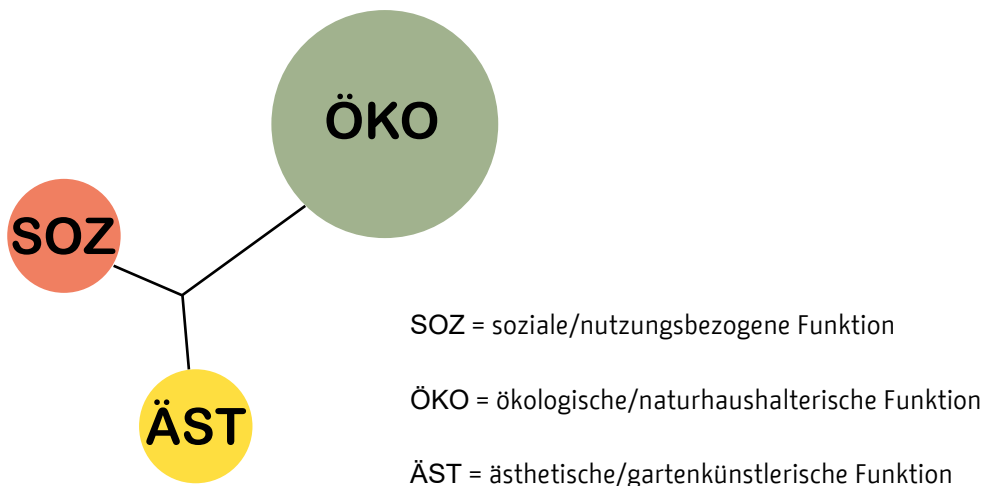 ÖKO
SOZ
ÄST
SOZ = soziale/nutzungsbezogene Funktion
ÖKO = ökologische/naturhaushalterische Funktion
ÄST = ästhetische/gartenkünstlerische Funktion